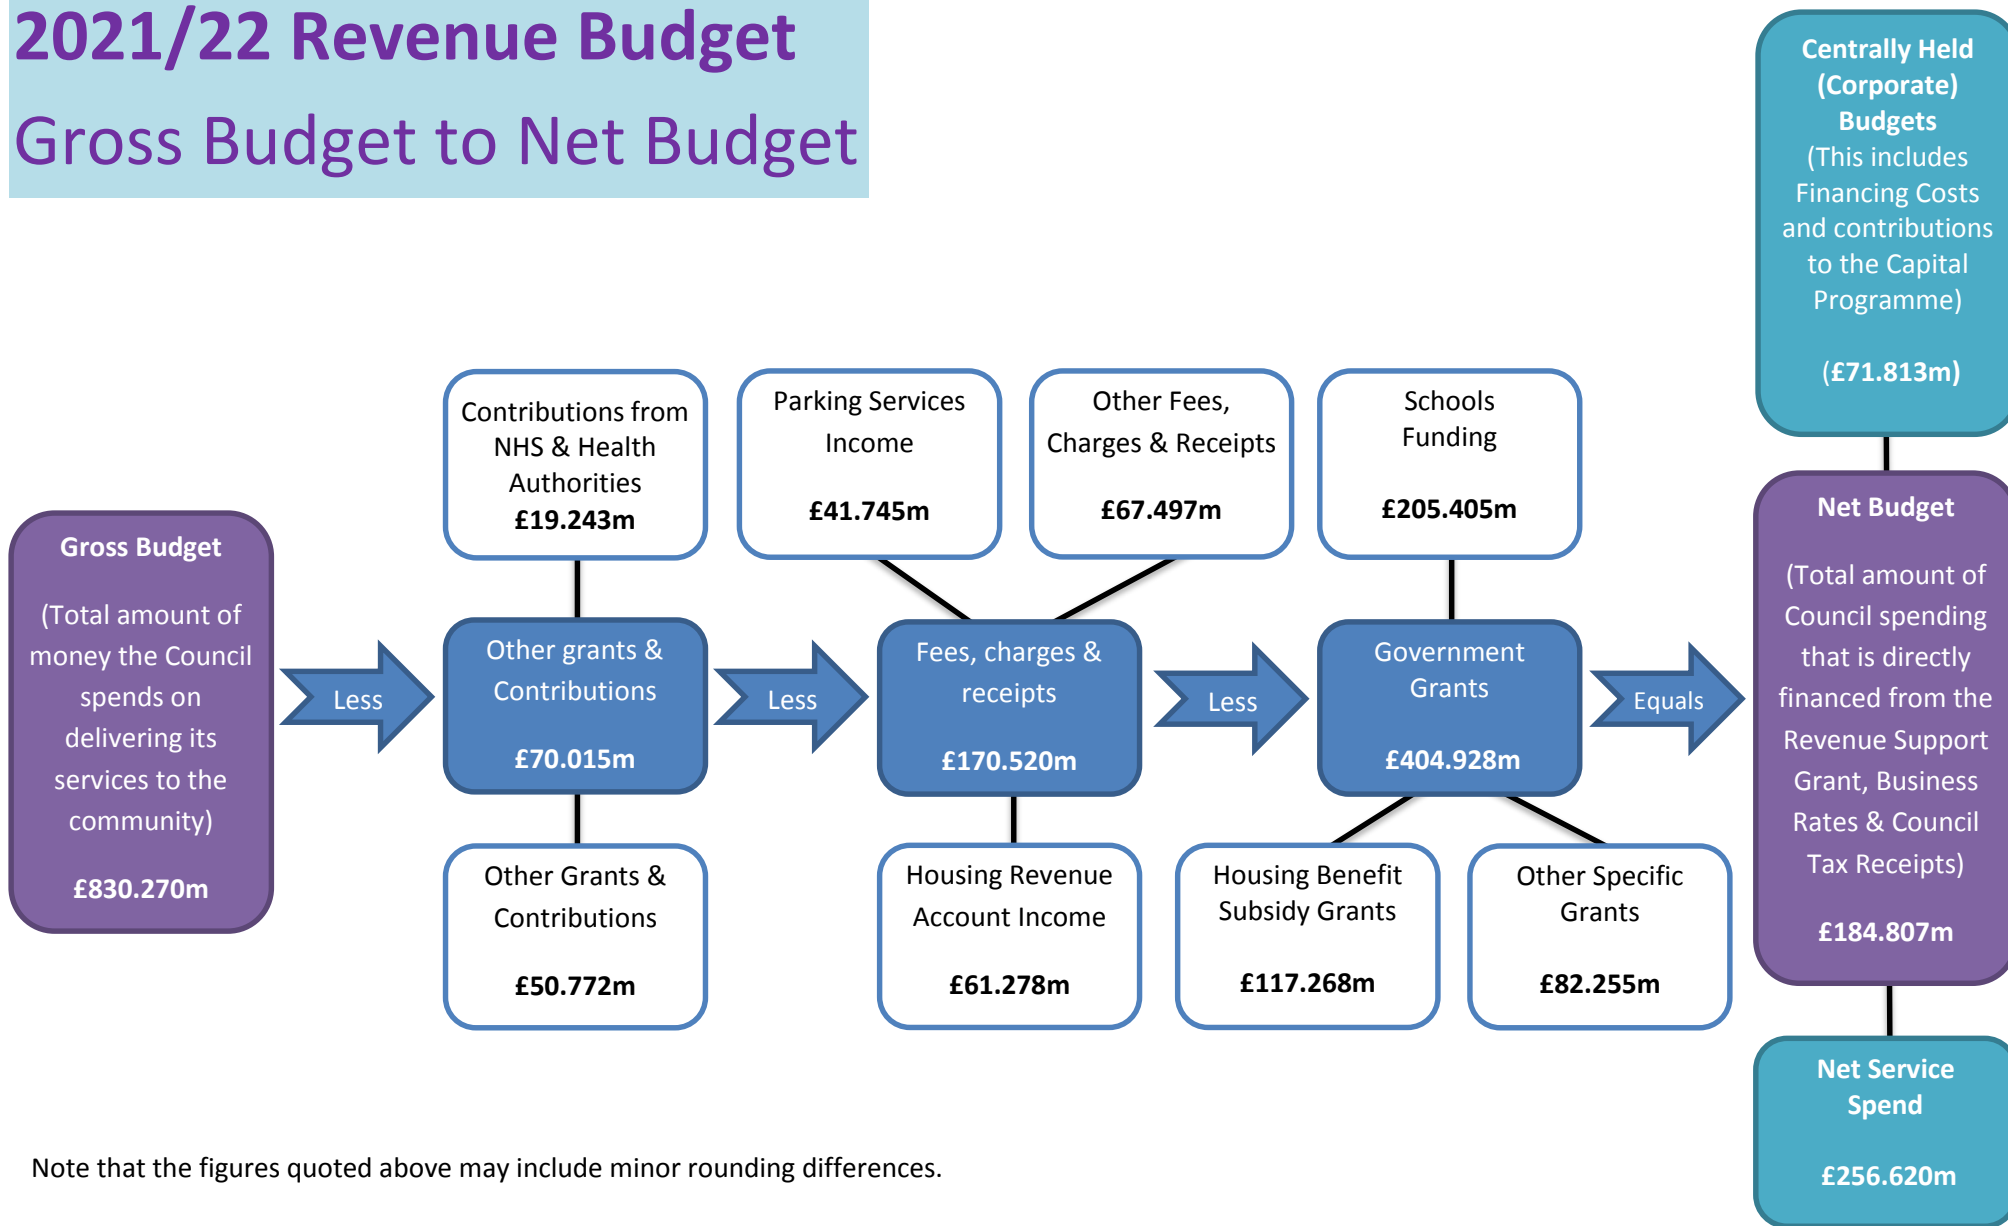 2021/22 Revenue Budget
Gross Budget to Net Budget
Centrally Held
(Corporate)
Budgets
(This includes
Financing Costs
and contributions
to the Capital
Programme)
(£71.813m)
Contributions from
NHS & Health
Authorities
£19.243m
Parking Services
Income
£41.745m
Other Fees,
Charges & Receipts
£67.497m
Schools
Funding
£205.405m
Gross Budget
(Total amount of
money the Council
spends on
delivering its
services to the
community)
£830.270m
Less
Other grants &
Contributions
£70.015m
Less
Fees, charges &
receipts
£170.520m
Less
Government
Grants
£404.928m
Equals
Net Budget
(Total amount of
Council spending
that is directly
financed from the
Revenue Support
Grant, Business
Rates & Council
Tax Receipts)
£184.807m
Other Grants &
Contributions
£50.772m
Housing Revenue
Account Income
£61.278m
Housing Benefit
Subsidy Grants
£117.268m
Other Specific
Grants
£82.255m
Net Service
Spend
£256.620m
Note that the figures quoted above may include minor rounding differences.